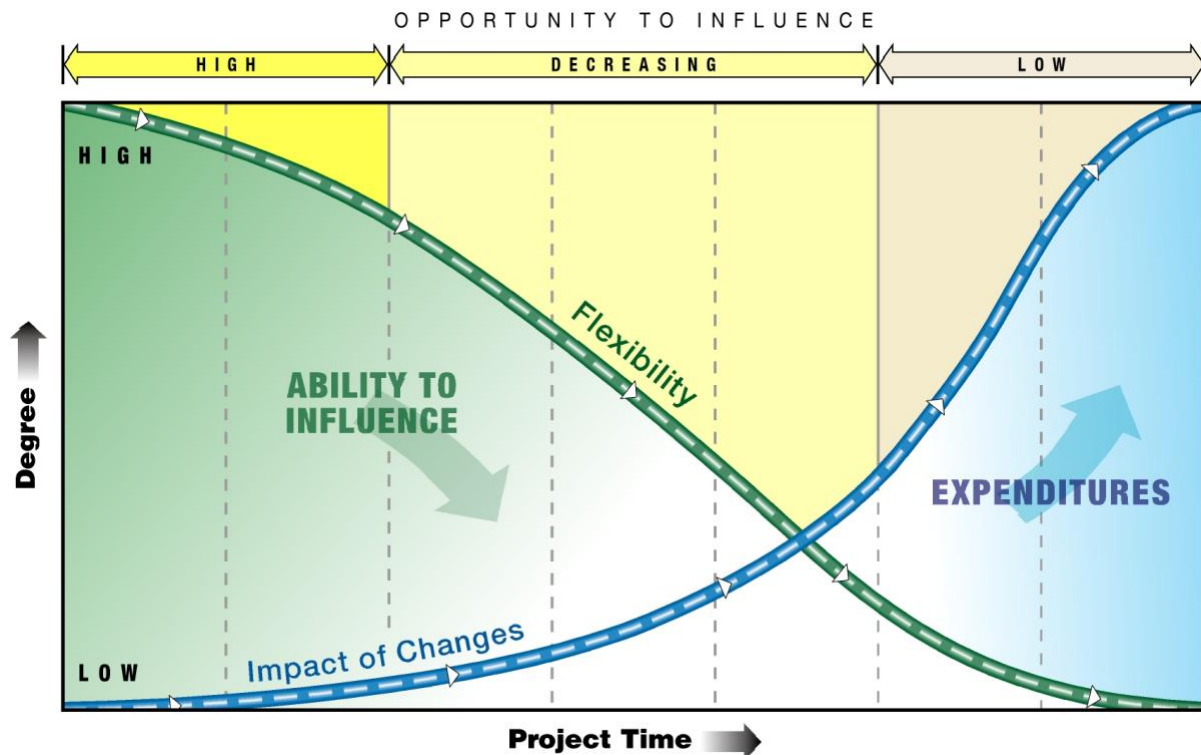 OPPORTUNITY TO INFLUENCE
HIGH
DECREASING
LOW
HIGH
Flexibility
ABILITY TO
INFLUENCE
Degree
EXPENDITURES
Impact of Changes
LOW
Project Time